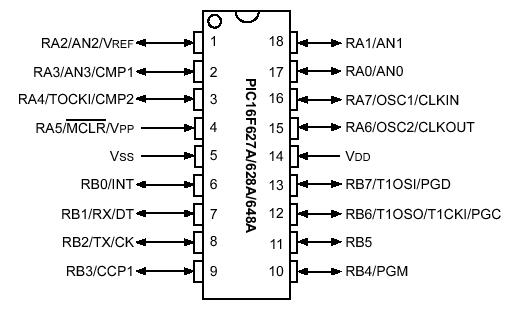 RA2/AN2/VREF 1 18 RA1/AN1
RA3/AN3/CMP1 2 17 RA0/AN0
RA4/TOCKI/CMP2 3 16 RA7/OSC1/CLKIN
RA5/MCLR/VPP 4 15 RA6/OSC2/CLKOUT
VSS 5 14 VDD
RB0/INT 6 13 RB7/T1OSI/PGD
RB1/RX/DT 7 12 RB6/T1OSO/T1CKI/PGC
RB2/TX/CK 8 11 RB5
RB3/CCP1 9 10 RB4/PGM
PIC16F627A/628A/648A